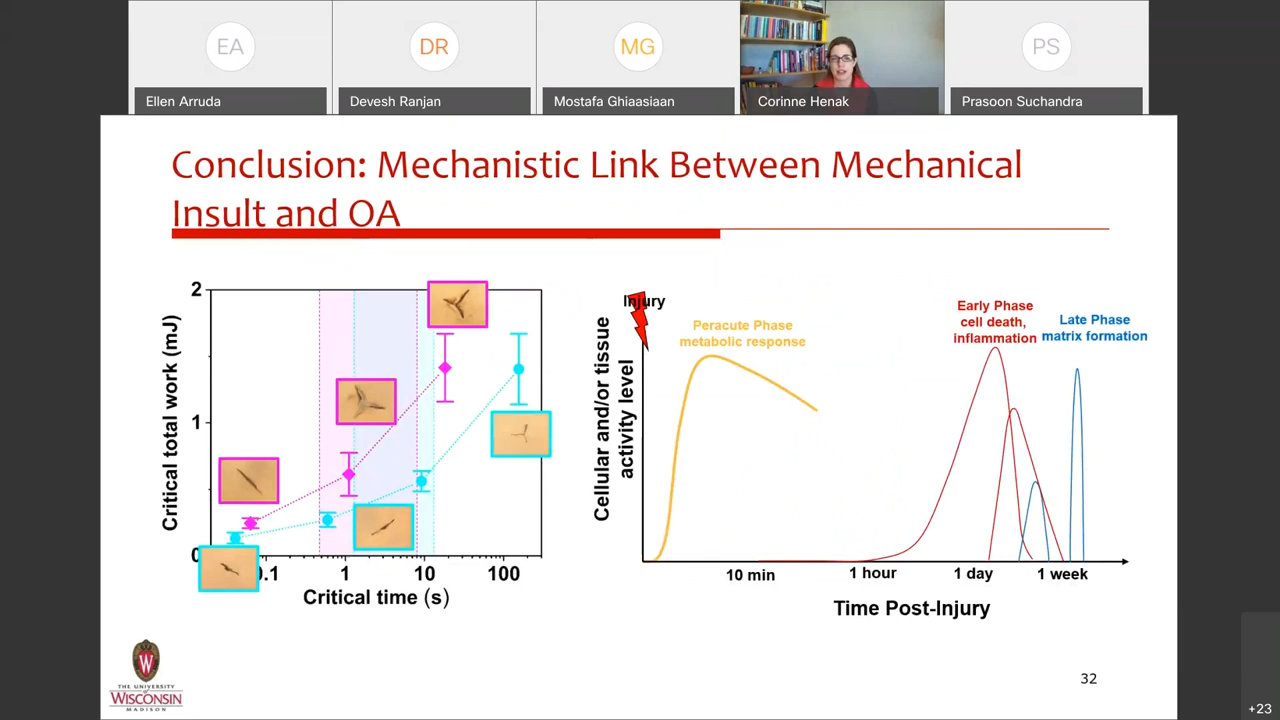 EA
DR
MG
PS
Ellen Arruda
Devesh Ranjan
Mostafa Ghiaasiaan
Corinne Henak
Prasoon Suchandra
Conclusion: Mechanistic Link Between Mechanical
Insult and OA
2
1
0
0.1
1
10
100
Critical total work (mJ)
Critical time (s)
Injury
Peracute Phase
metabolic response
Early Phase
cell death,
inflammation
Late Phase
matrix formation
Cellular and/or tissue
activity level
10 min
1 hour
1 day
1 week
Time Post-Injury
THE UNIVERSITY
of
WISCONSIN
MADISON
32
+23